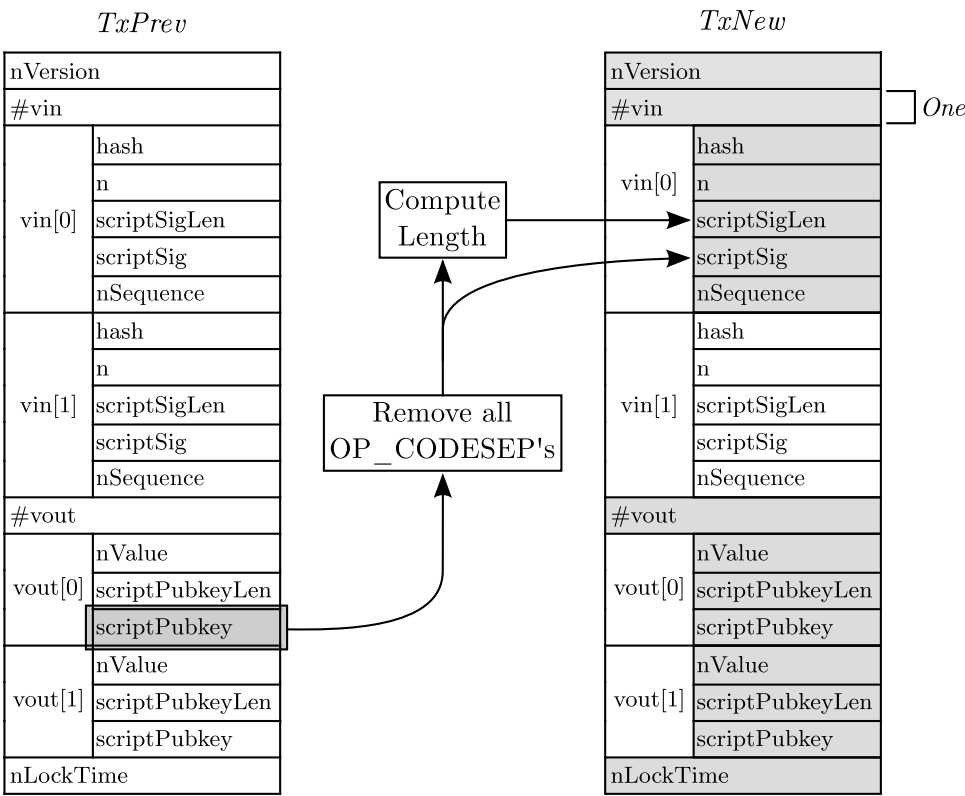 TxPrev
nVersion
#vin
vin[0]
hash
n
scriptSigLen
scriptSig
nSequence
vin[1]
hash
n
scriptSigLen
scriptSig
nSequence
#vout
vout[0]
nValue
scriptPubkeyLen
scriptPubkey
vout[1]
nValue
scriptPubkeyLen
scriptPubkey
nLockTime
Compute
Length
Remove all
OP_CODESEP's
TxNew
nVersion
#vin
One
vin[0]
hash
n
scriptSigLen
scriptSig
nSequence
vin[1]
hash
n
scriptSigLen
scriptSig
nSequence
#vout
vout[0]
nValue
scriptPubkeyLen
scriptPubkey
vout[1]
nValue
scriptPubkeyLen
scriptPubkey
nLockTime